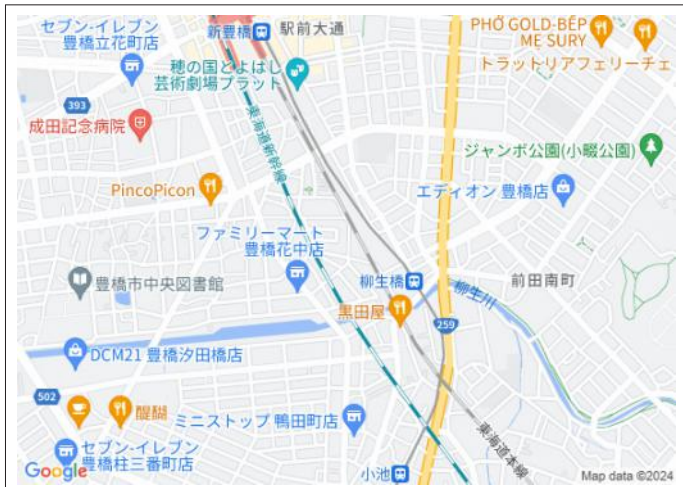 セブン-イレブン
豊橋立花町店
新豊橋
駅前大通
PHỞ GOLD-BẾP
ME SURY
トラットリアフェリーチェ
穂の国とよはし
芸術劇場プラット
393
成田記念病院
東海道新幹線
ジャンボ公園(小畷公園)
PincoPicon
エディオン 豊橋店
ファミリーマート
豊橋花中店
豊橋市中央図書館
柳生橋
柳生川
前田南町
黒田屋
259
DCM21 豊橋汐田橋店
502
醍醐
ミニストップ 鴨田町店
東海道本線
セブン-イレブン
豊橋柱三番町店
小池
Google
Map data ©2024